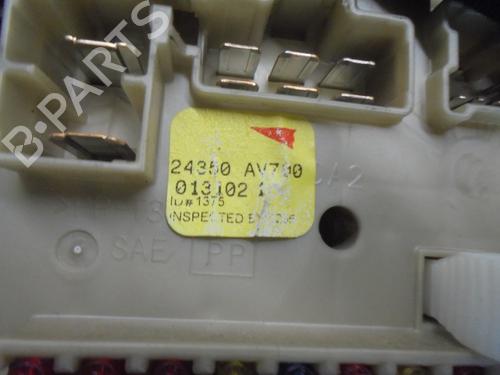 B-PARTS
24350 AV700
013102
ID#1375
INSPECTED BY
SAE PP